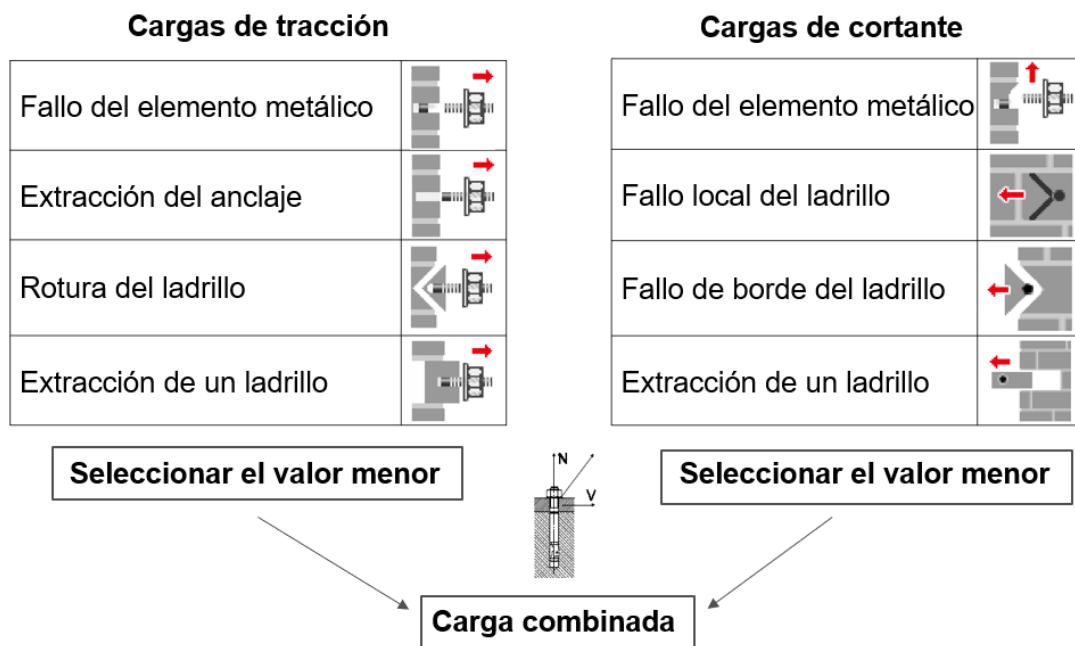 Cargas de tracción
Fallo del elemento metálico
Extracción del anclaje
Rotura del ladrillo
Extracción de un ladrillo
Seleccionar el valor menor
Cargas de cortante
Fallo del elemento metálico
Fallo local del ladrillo
Fallo de borde del ladrillo
Extracción de un ladrillo
Seleccionar el valor menor
N
V
Carga combinada